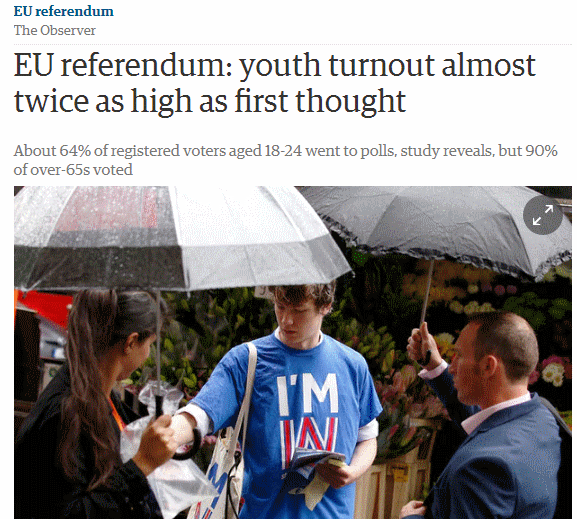 EU referendum
The Observer
EU referendum: youth turnout almost
twice as high as first thought
About 64% of registered voters aged 18-24 went to polls, study reveals, but 90%
of over-65s voted
I'M
IN